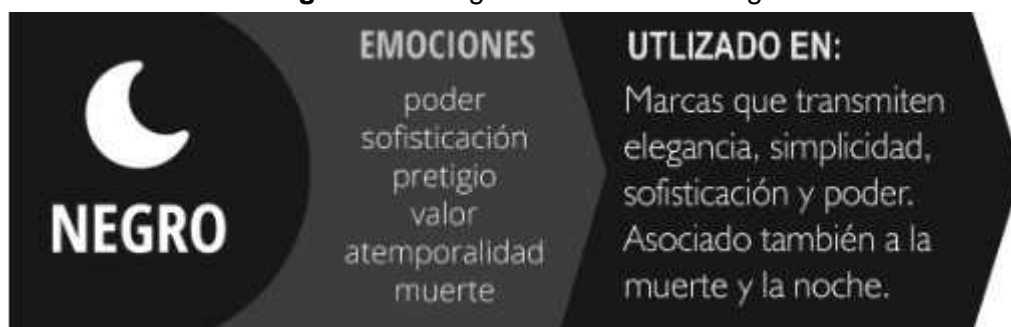 NEGRO
EMOCIONES
poder
sofisticación
pretigio
valor
atemporalidad
muerte
UTLIZADO EN:
Marcas que transmiten
elegancia, simplicidad,
sofisticación y poder.
Asociado también a la
muerte y la noche.